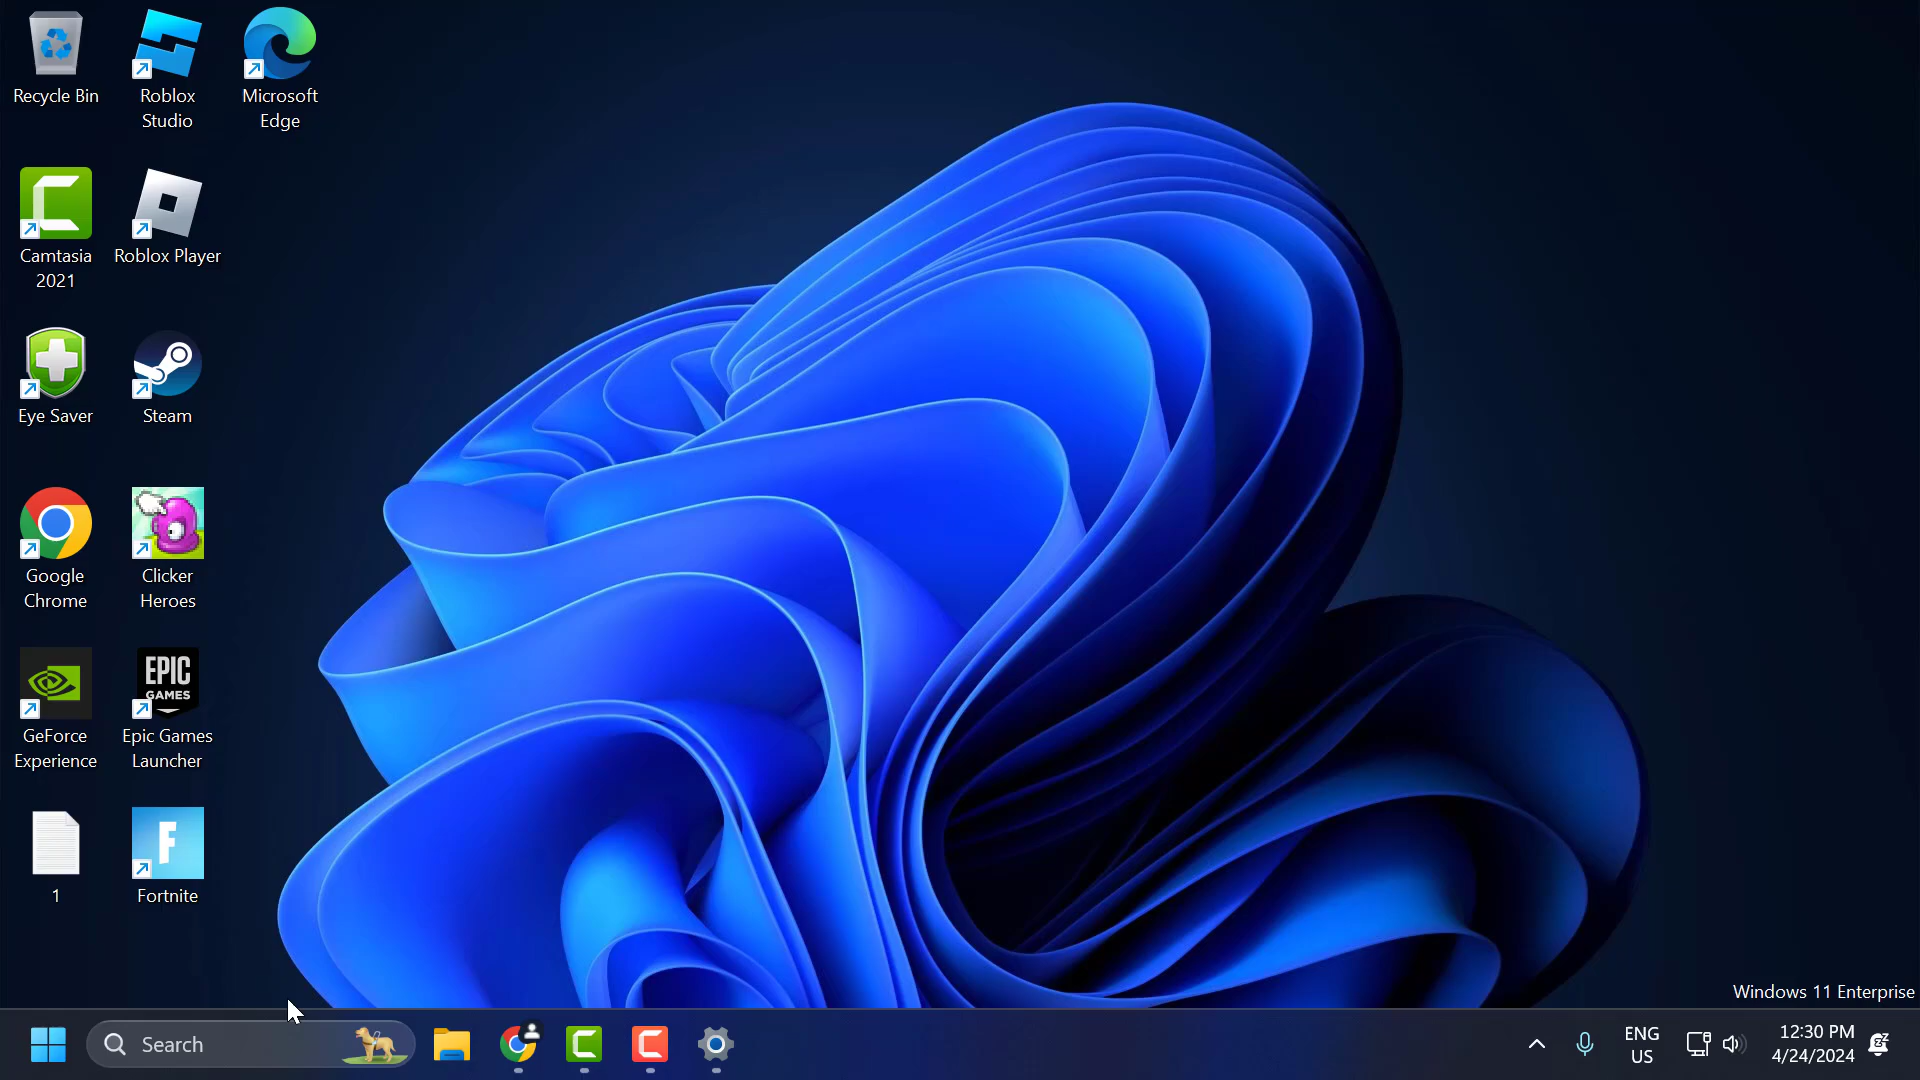 Recycle Bin
Roblox
Studio
Microsoft
Edge
Camtasia
2021
Roblox Player
Eye Saver
Steam
Google
Chrome
Clicker
Heroes
GeForce
Experience
EPIC
GAMES
Epic Games
Launcher
1
F
Fortnite
Windows 11 Enterprise
Search
ENG
US
12:30 PM
4/24/2024